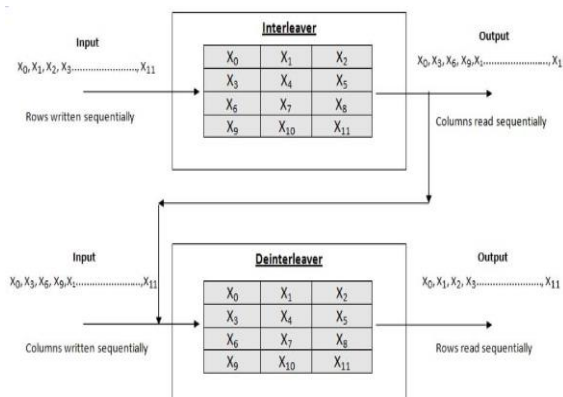 Interleaver
Input
X₀, X₁, X₂, X₃........................, X₁₁
Rows written sequentially
X₀ X₁ X₂
X₃ X₄ X₅
X₆ X₇ X₈
X₉ X₁₀ X₁₁
Output
X₀, X₃, X₆, X₉,X₁........................, X₁
Columns read sequentially
Deinterleaver
Input
X₀, X₃, X₆, X₉,X₁........................, X₁₁
Columns written sequentially
X₀ X₁ X₂
X₃ X₄ X₅
X₆ X₇ X₈
X₉ X₁₀ X₁₁
Output
X₀, X₁, X₂, X₃........................, X₁₁
Rows read sequentially